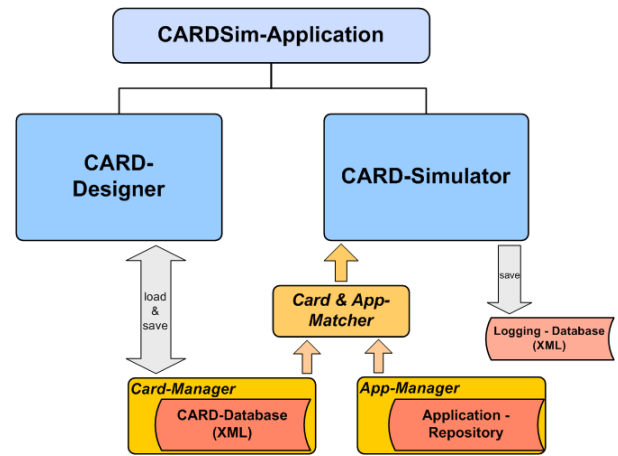 CARDSim-Application
CARD-
Designer
CARD-Simulator
load
&
save
save
Card & App-
Matcher
Logging - Database
(XML)
Card-Manager
CARD-Database
(XML)
App-Manager
Application -
Repository